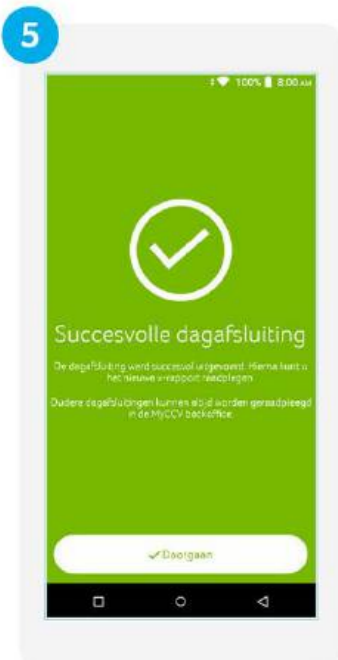 5
100% 8:00 AM
Succesvolle dagafsluiting
De dagafsluiting werd succesvol uitgevoerd. Hierna kunt u
het nieuwe x-rapport raadplegen.
Oudere dagafsluitingen kunnen altijd worden geraadpleegd
in de MyCCV backoffice.
Doorgaan